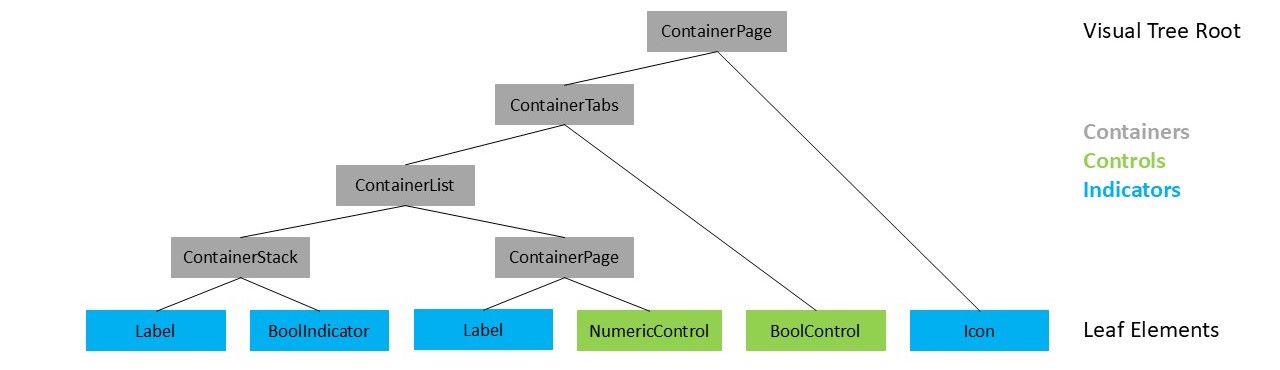 ContainerPage
Visual Tree Root
ContainerTabs
Containers
Controls
ContainerList
Indicators
ContainerStack
ContainerPage
Label
BoolIndicator
Label
NumericControl
BoolControl
Icon
Leaf Elements